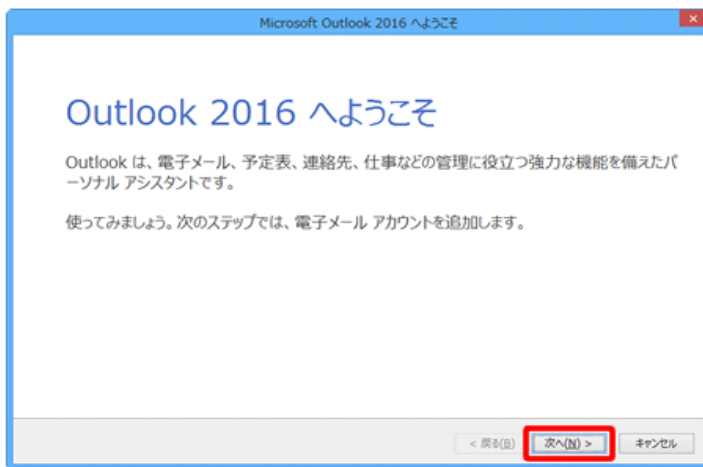 Microsoft Outlook 2016 へようこそ
Outlook 2016 へようこそ
Outlook は、電子メール、予定表、連絡先、仕事などの管理に役立つ強力な機能を備えたパ
ーソナル アシスタントです。
使ってみましょう。次のステップでは、電子メール アカウントを追加します。
< 戻る(B) 次へ(N) > キャンセル